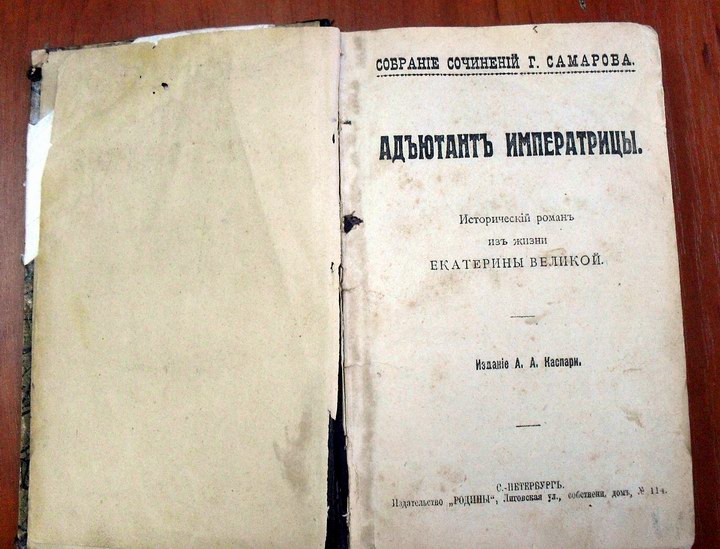 СОБРАНІЕ СОЧИНЕНІЙ Г. САМАРОВА.
АДЪЮТАНТЪ ИМПЕРАТРИЦЫ.
Историческій романъ
изъ жизни
ЕКАТЕРИНЫ ВЕЛИКОЙ.
Изданіе А. А. Каспари.
С.-ПЕТЕРБУРГЪ.
Издательство „РОДИНЫ“, Лиговская ул., собственн. домъ, № 114.